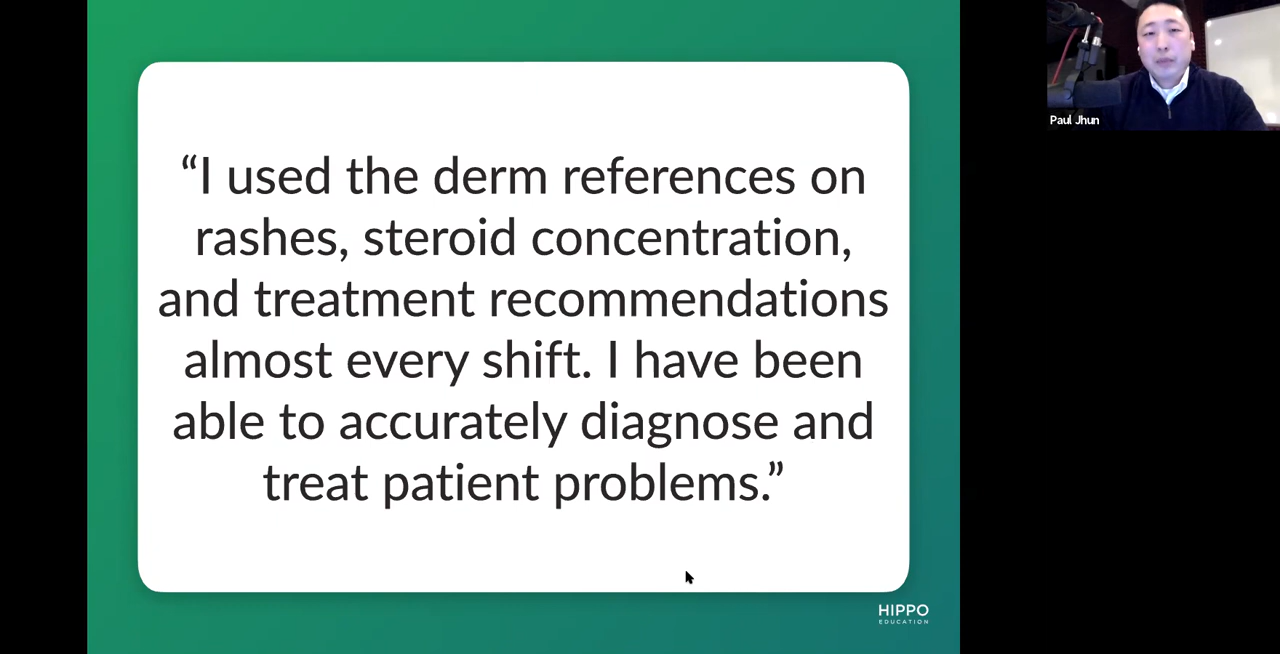 “I used the derm references on
rashes, steroid concentration,
and treatment recommendations
almost every shift. I have been
able to accurately diagnose and
treat patient problems.”
HIPPO
EDUCATION
Paul Jhun